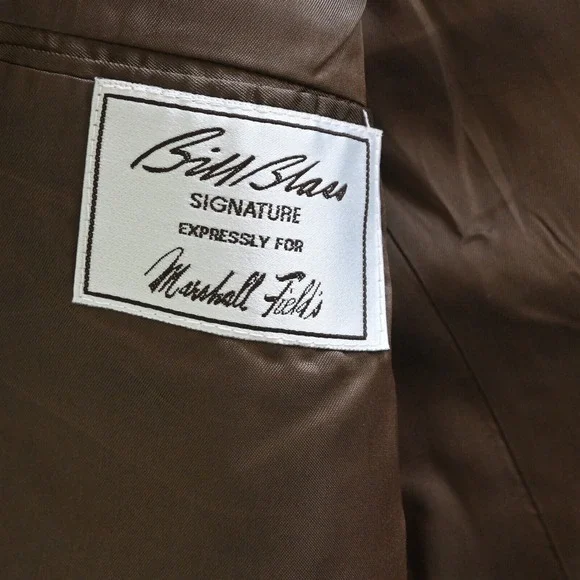 Bill Blass
SIGNATURE
EXPRESSLY FOR
Marshall Field's